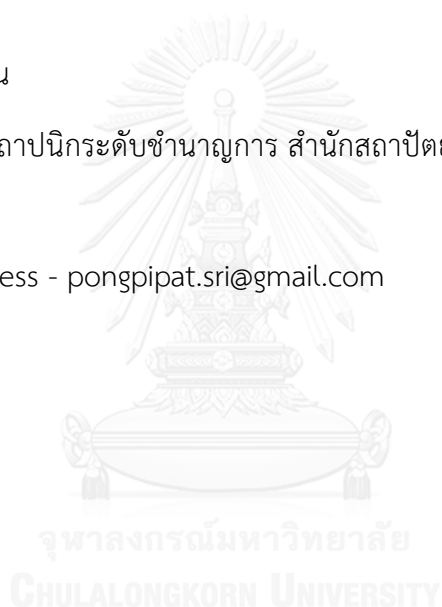 น
ถาปนิกระดับชำนาญการ สำนักสถาปัตย
ess - pongpipat.sri@gmail.com
จุฬาลงกรณ์มหาวิทยาลัย
CHULALONGKORN UNIVERSITY